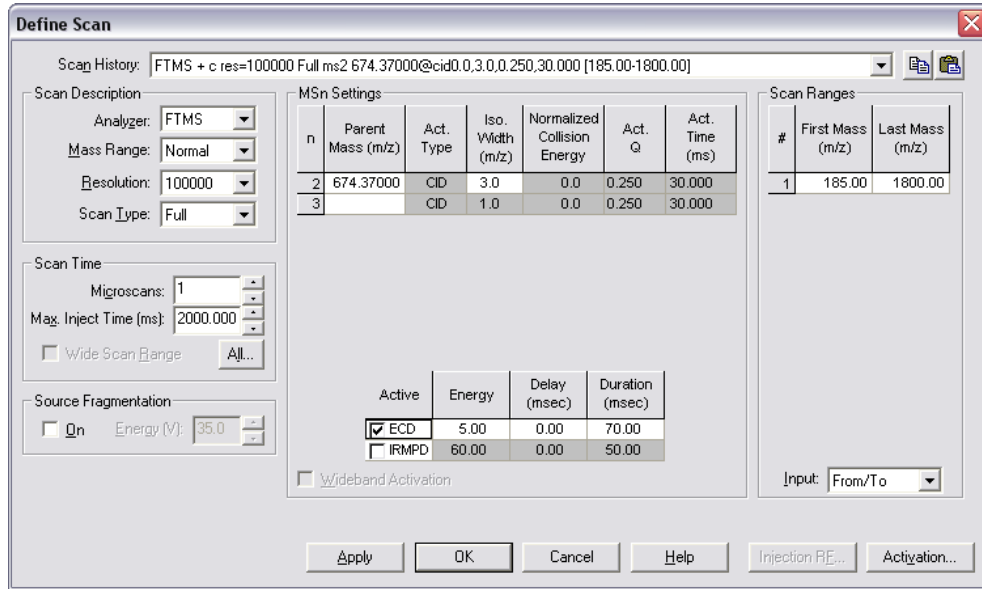 Define Scan
Scan History: FTMS + c res=100000 Full ms2 674.37000@cid0.0,3.0,0.250,30.000 [185.00-1800.00]
Scan Description
Analyzer: FTMS
Mass Range: Normal
Resolution: 100000
Scan Type: Full
Scan Time
Microscans: 1
Max. Inject Time (ms): 2000.000
Wide Scan Range All...
Source Fragmentation
On Energy (V): 35.0
MSn Settings
n Parent Mass (m/z) Act. Type Iso. Width (m/z) Normalized Collision Energy Act. Q Act. Time (ms)
2 674.37000 CID 3.0 0.0 0.250 30.000
3 CID 1.0 0.0 0.250 30.000
Active Energy Delay (msec) Duration (msec)
ECD 5.00 0.00 70.00
IRMPD 60.00 0.00 50.00
Wideband Activation
Scan Ranges
# First Mass (m/z) Last Mass (m/z)
1 185.00 1800.00
Input: From/To
Apply OK Cancel Help Injection RF... Activation...